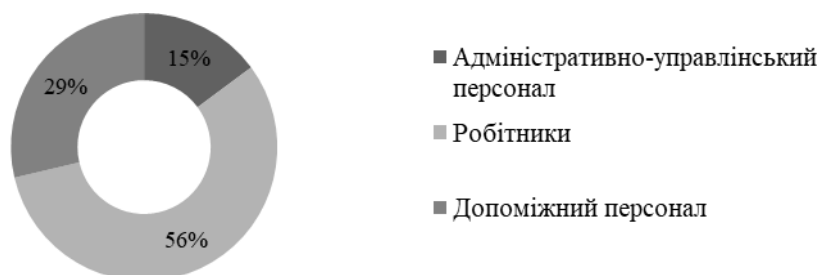 15%
29%
56%
Адміністративно-управлінський
персонал
Робітники
Допоміжний персонал